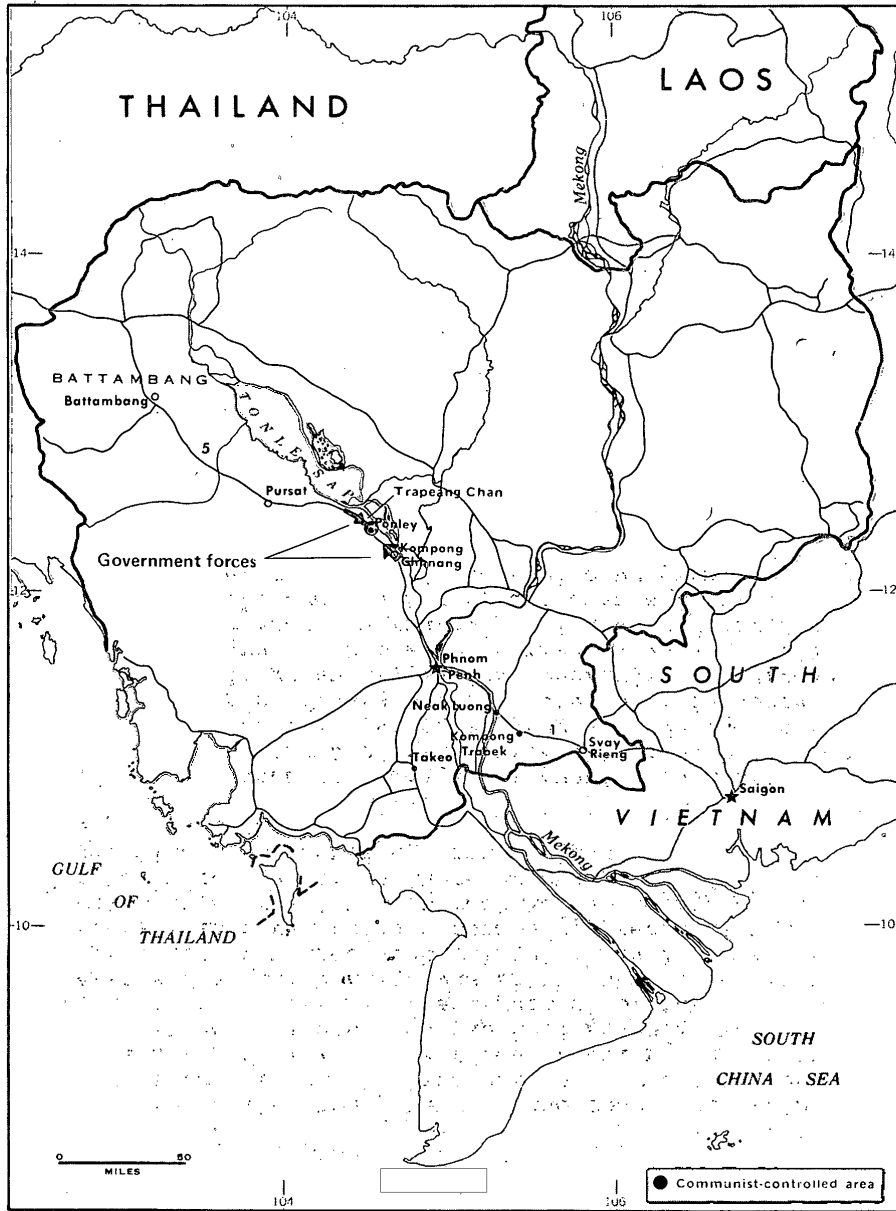 104
106
THAILAND
LAOS
Mekong
14
14
BATTAMBANG
Battambang
TONLE SAP
5
Pursat
Trapeang Chan
Ponley
Government forces
Kompong
Chhnang
12
12
Phnom
Penh
SOUTH
Neak Luong
Kompong
Trabek
1
Svay
Rieng
Takeo
Saigon
VIETNAM
Mekong
GULF
OF
THAILAND
10
10
SOUTH
CHINA SEA
0 50
MILES
Communist-controlled area
104
106